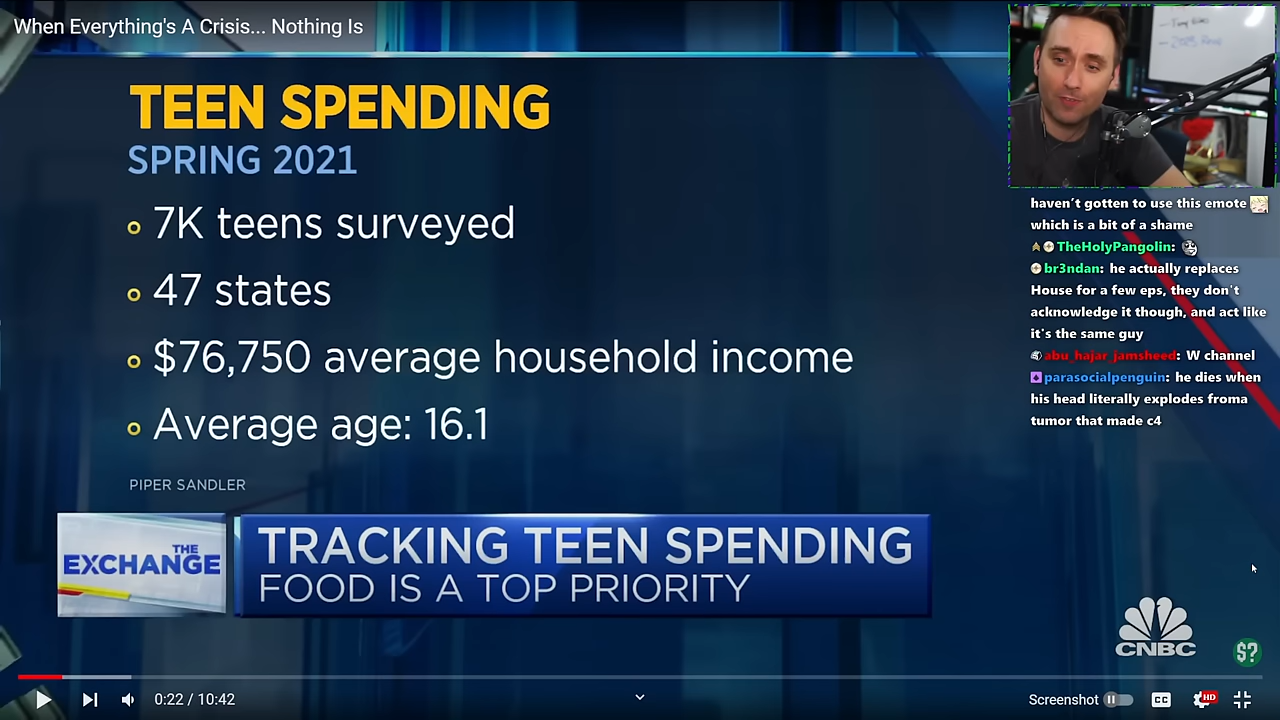 When Everything's A Crisis... Nothing Is
TEEN SPENDING
SPRING 2021
7K teens surveyed
47 states
$76,750 average household income
Average age: 16.1
PIPER SANDLER
THE
EXCHANGE
TRACKING TEEN SPENDING
FOOD IS A TOP PRIORITY
haven't gotten to use this emote
which is a bit of a shame
TheHolyPangolin:
br3ndan: he actually replaces
House for a few eps, they don't
acknowledge it though, and act like
it's the same guy
abu_hajar_jamsheed: W channel
parasocialpenguin: he dies when
his head literally explodes froma
tumor that made c4
CNBC
$?
0:22 / 10:42
Screenshot
CC
HD